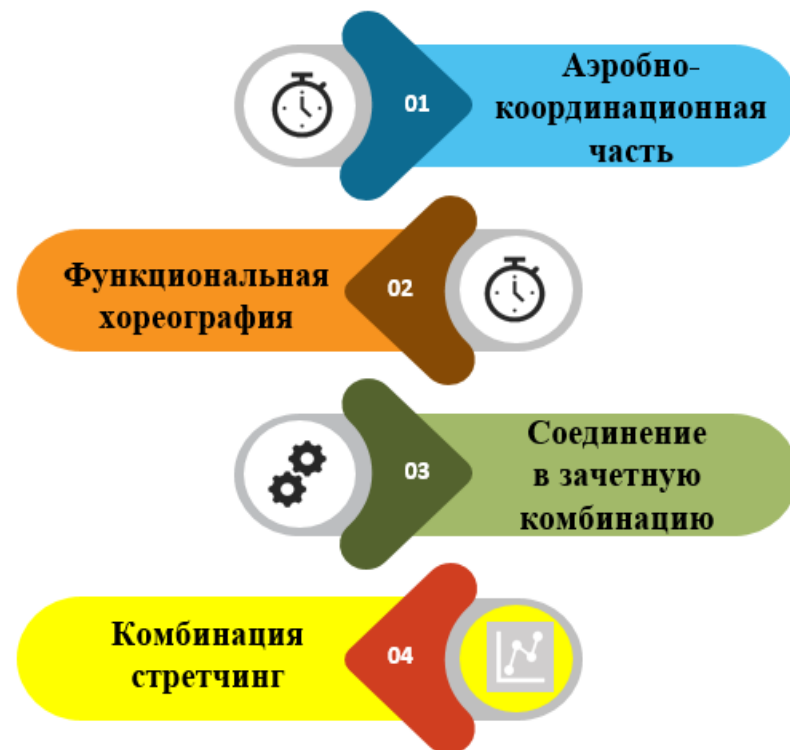 01
Аэробно-
координационная
часть
Функциональная
хореография
02
03
Соединение
в зачетную
комбинацию
Комбинация
стретчинг
04